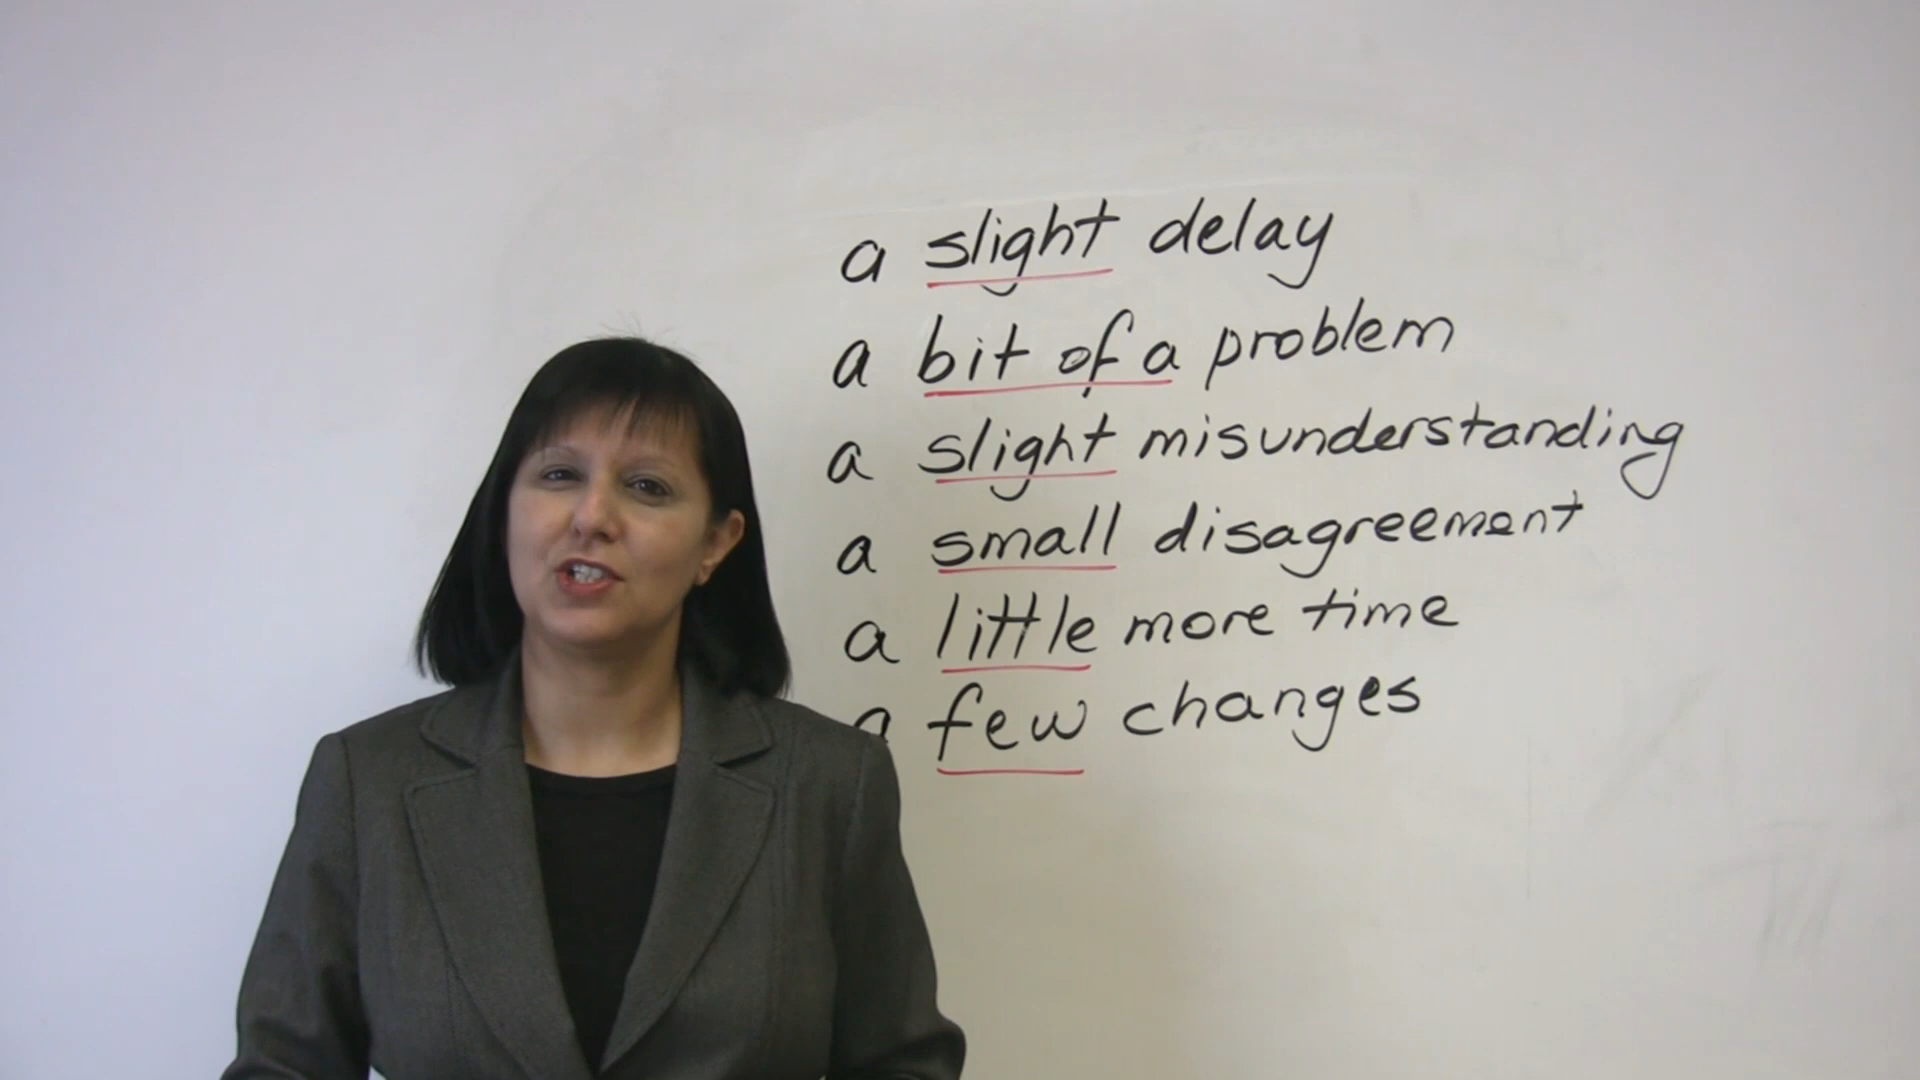 a slight delay
a bit of a problem
a slight misunderstanding
a small disagreement
a little more time
a few changes